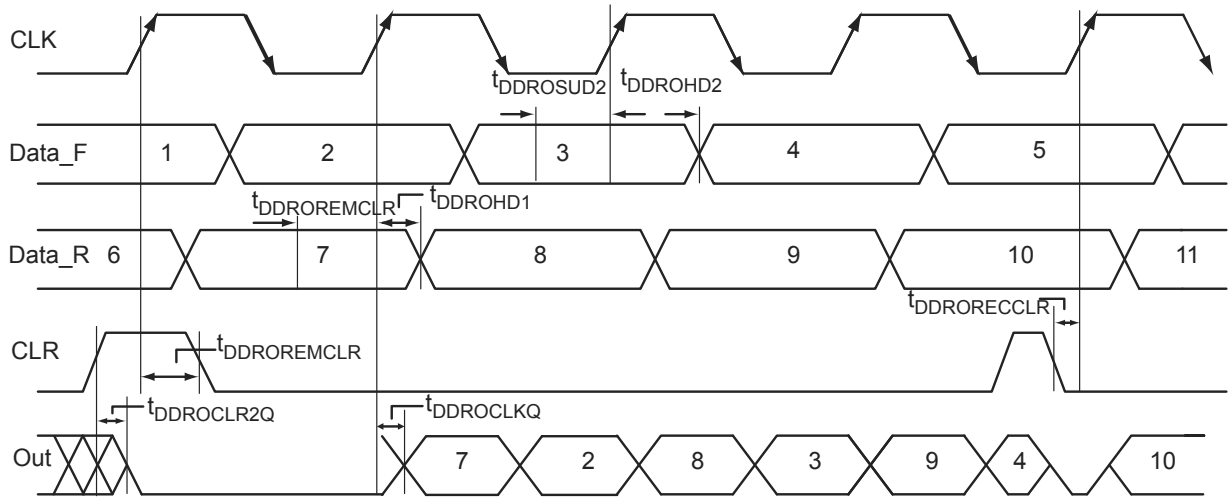 CLK
tDDROSUD2 tDDROHD2
Data_F 1 2 3 4 5
tDDROREMCLR tDDROHD1
Data_R 6 7 8 9 10 11
tDDRORECCLR
CLR
tDDROREMCLR
tDDROCLR2Q tDDROCLKQ
Out 7 2 8 3 9 4 10